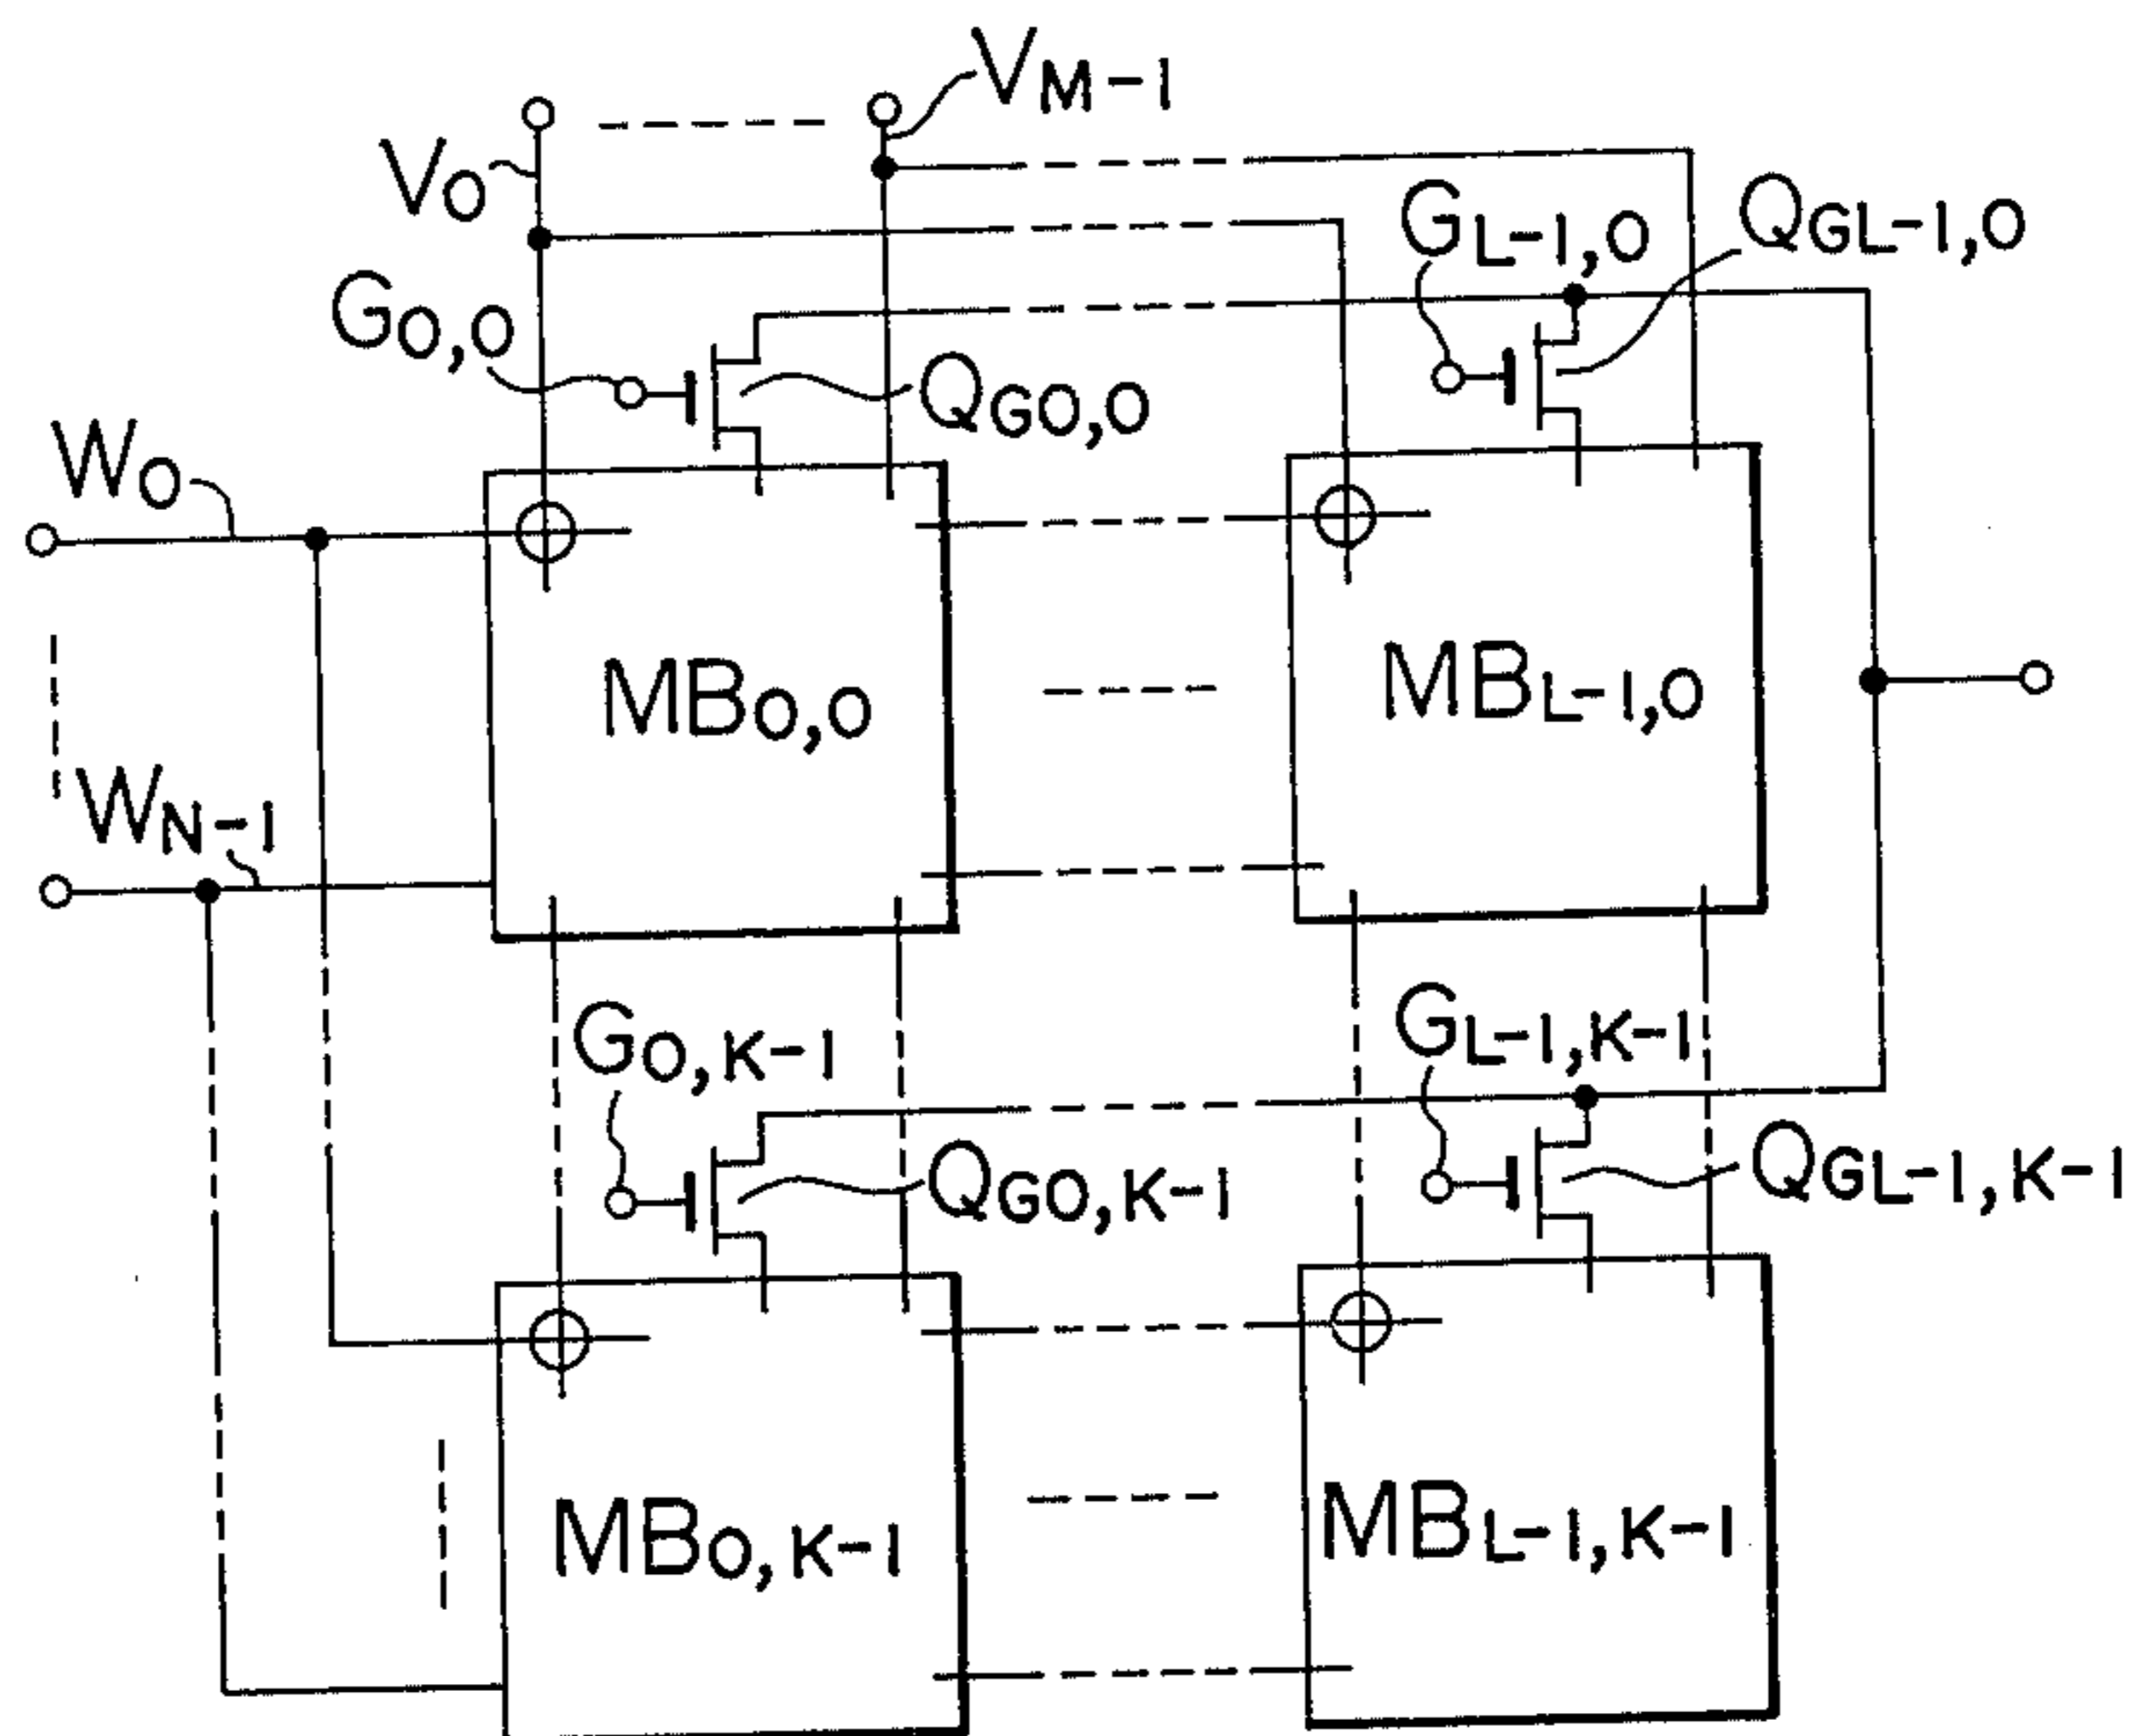 VM-1
V0
GL-1,0
QGL-1,0
G0,0
QG0,0
W0
MB0,0
MBL-1,0
WN-1
G0,K-1
GL-1,K-1
QG0,K-1
QGL-1,K-1
MB0,K-1
MBL-1,K-1